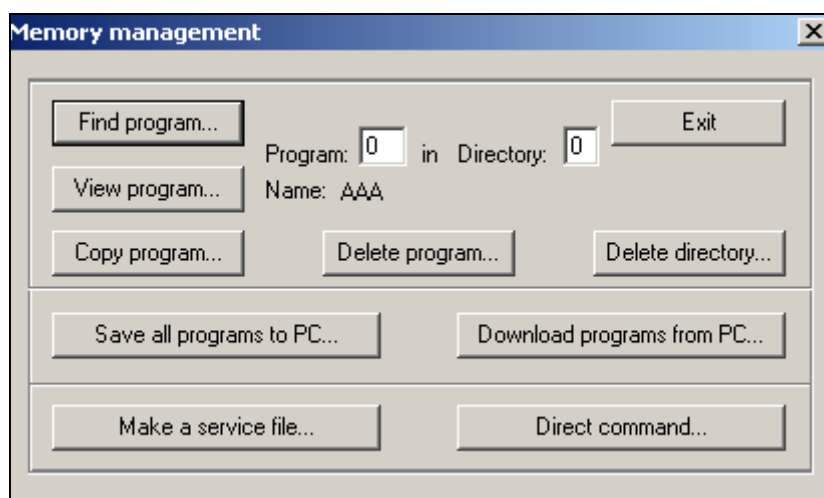 Memory management
Find program...
Exit
Program: 0 in Directory: 0
View program...
Name: AAA
Copy program...
Delete program...
Delete directory...
Save all programs to PC...
Download programs from PC...
Make a service file...
Direct command...